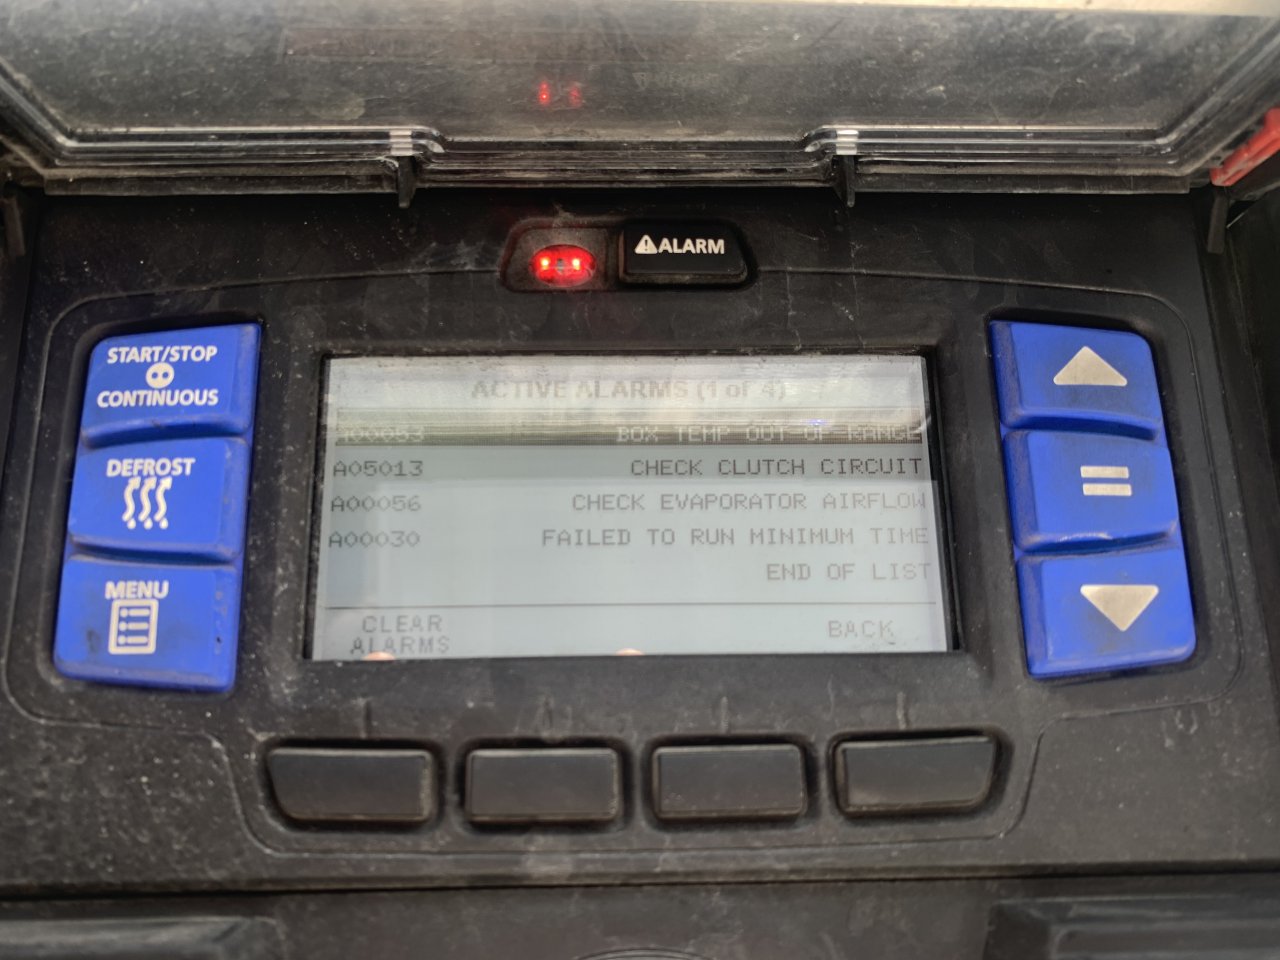 ALARM
START/STOP
CONTINUOUS
DEFROST
MENU
ACTIVE ALARMS (1 of 4)
A00053 BOX TEMP OUT-OF-RANGE
A05013 CHECK CLUTCH CIRCUIT
A00056 CHECK EVAPORATOR AIRFLOW
A00030 FAILED TO RUN MINIMUM TIME
END OF LIST
CLEAR BACK
ALARMS